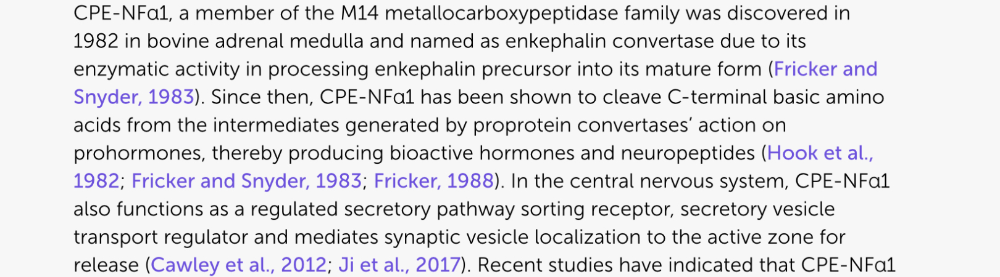 CPE-NFα1, a member of the M14 metallocarboxypeptidase family was discovered in
1982 in bovine adrenal medulla and named as enkephalin convertase due to its
enzymatic activity in processing enkephalin precursor into its mature form (Fricker and
Snyder, 1983). Since then, CPE-NFα1 has been shown to cleave C-terminal basic amino
acids from the intermediates generated by proprotein convertases’ action on
prohormones, thereby producing bioactive hormones and neuropeptides (Hook et al.,
1982; Fricker and Snyder, 1983; Fricker, 1988). In the central nervous system, CPE-NFα1
also functions as a regulated secretory pathway sorting receptor, secretory vesicle
transport regulator and mediates synaptic vesicle localization to the active zone for
release (Cawley et al., 2012; Ji et al., 2017). Recent studies have indicated that CPE-NFα1